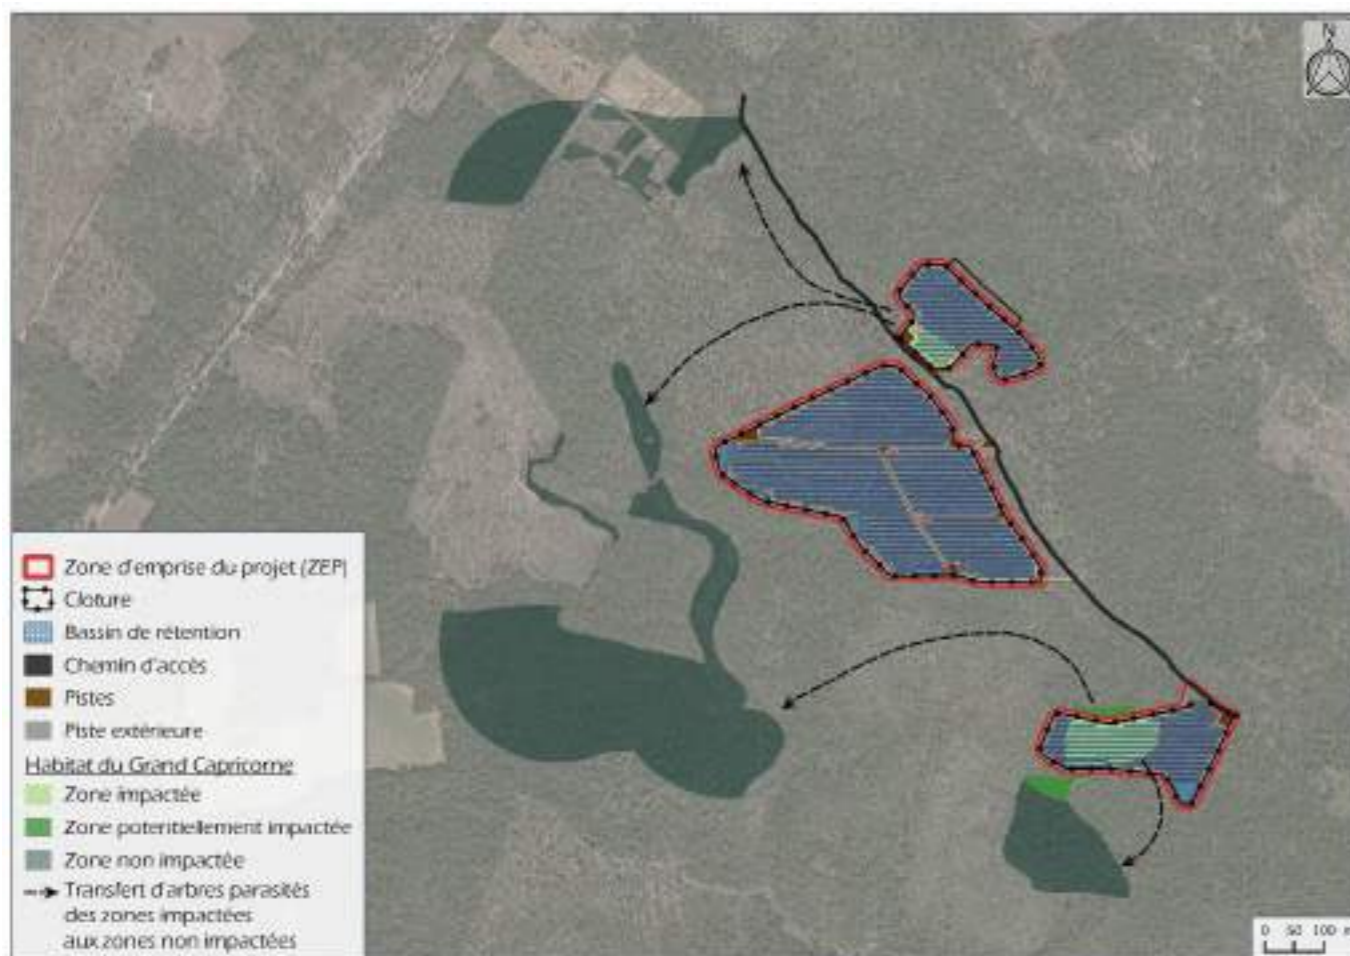 N
Zone d'emprise du projet (ZEP)
Cloture
Bassin de rétention
Chemin d'accès
Pistes
Piste extérieure
Habitat du Grand Capricorne
Zone impactée
Zone potentiellement impactée
Zone non impactée
Transfert d'arbres parasités
des zones impactées
aux zones non impactées
0 50 100 m